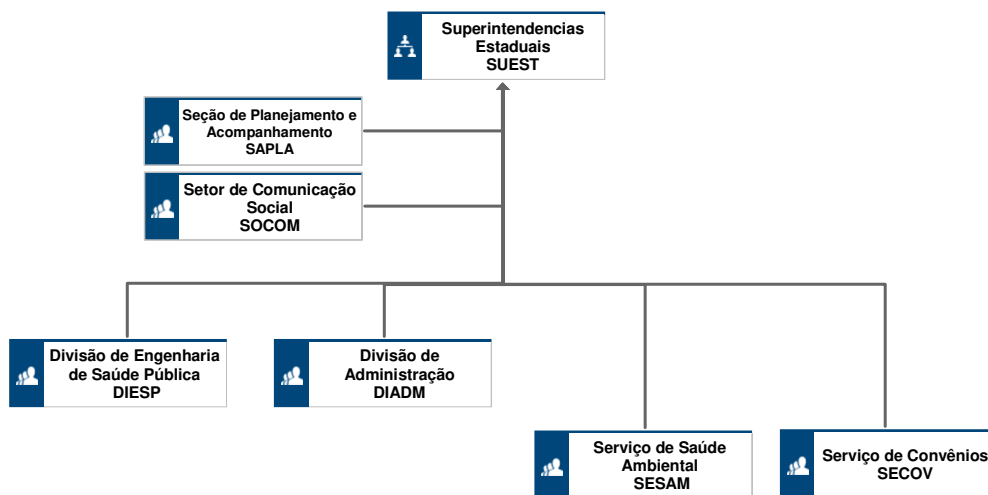 Superintendencias
Estaduais
SUEST
Seção de Planejamento e
Acompanhamento
SAPLA
Setor de Comunicação
Social
SOCOM
Divisão de Engenharia
de Saúde Pública
DIESP
Divisão de
Administração
DIADM
Serviço de Saúde
Ambiental
SESAM
Serviço de Convênios
SECOV